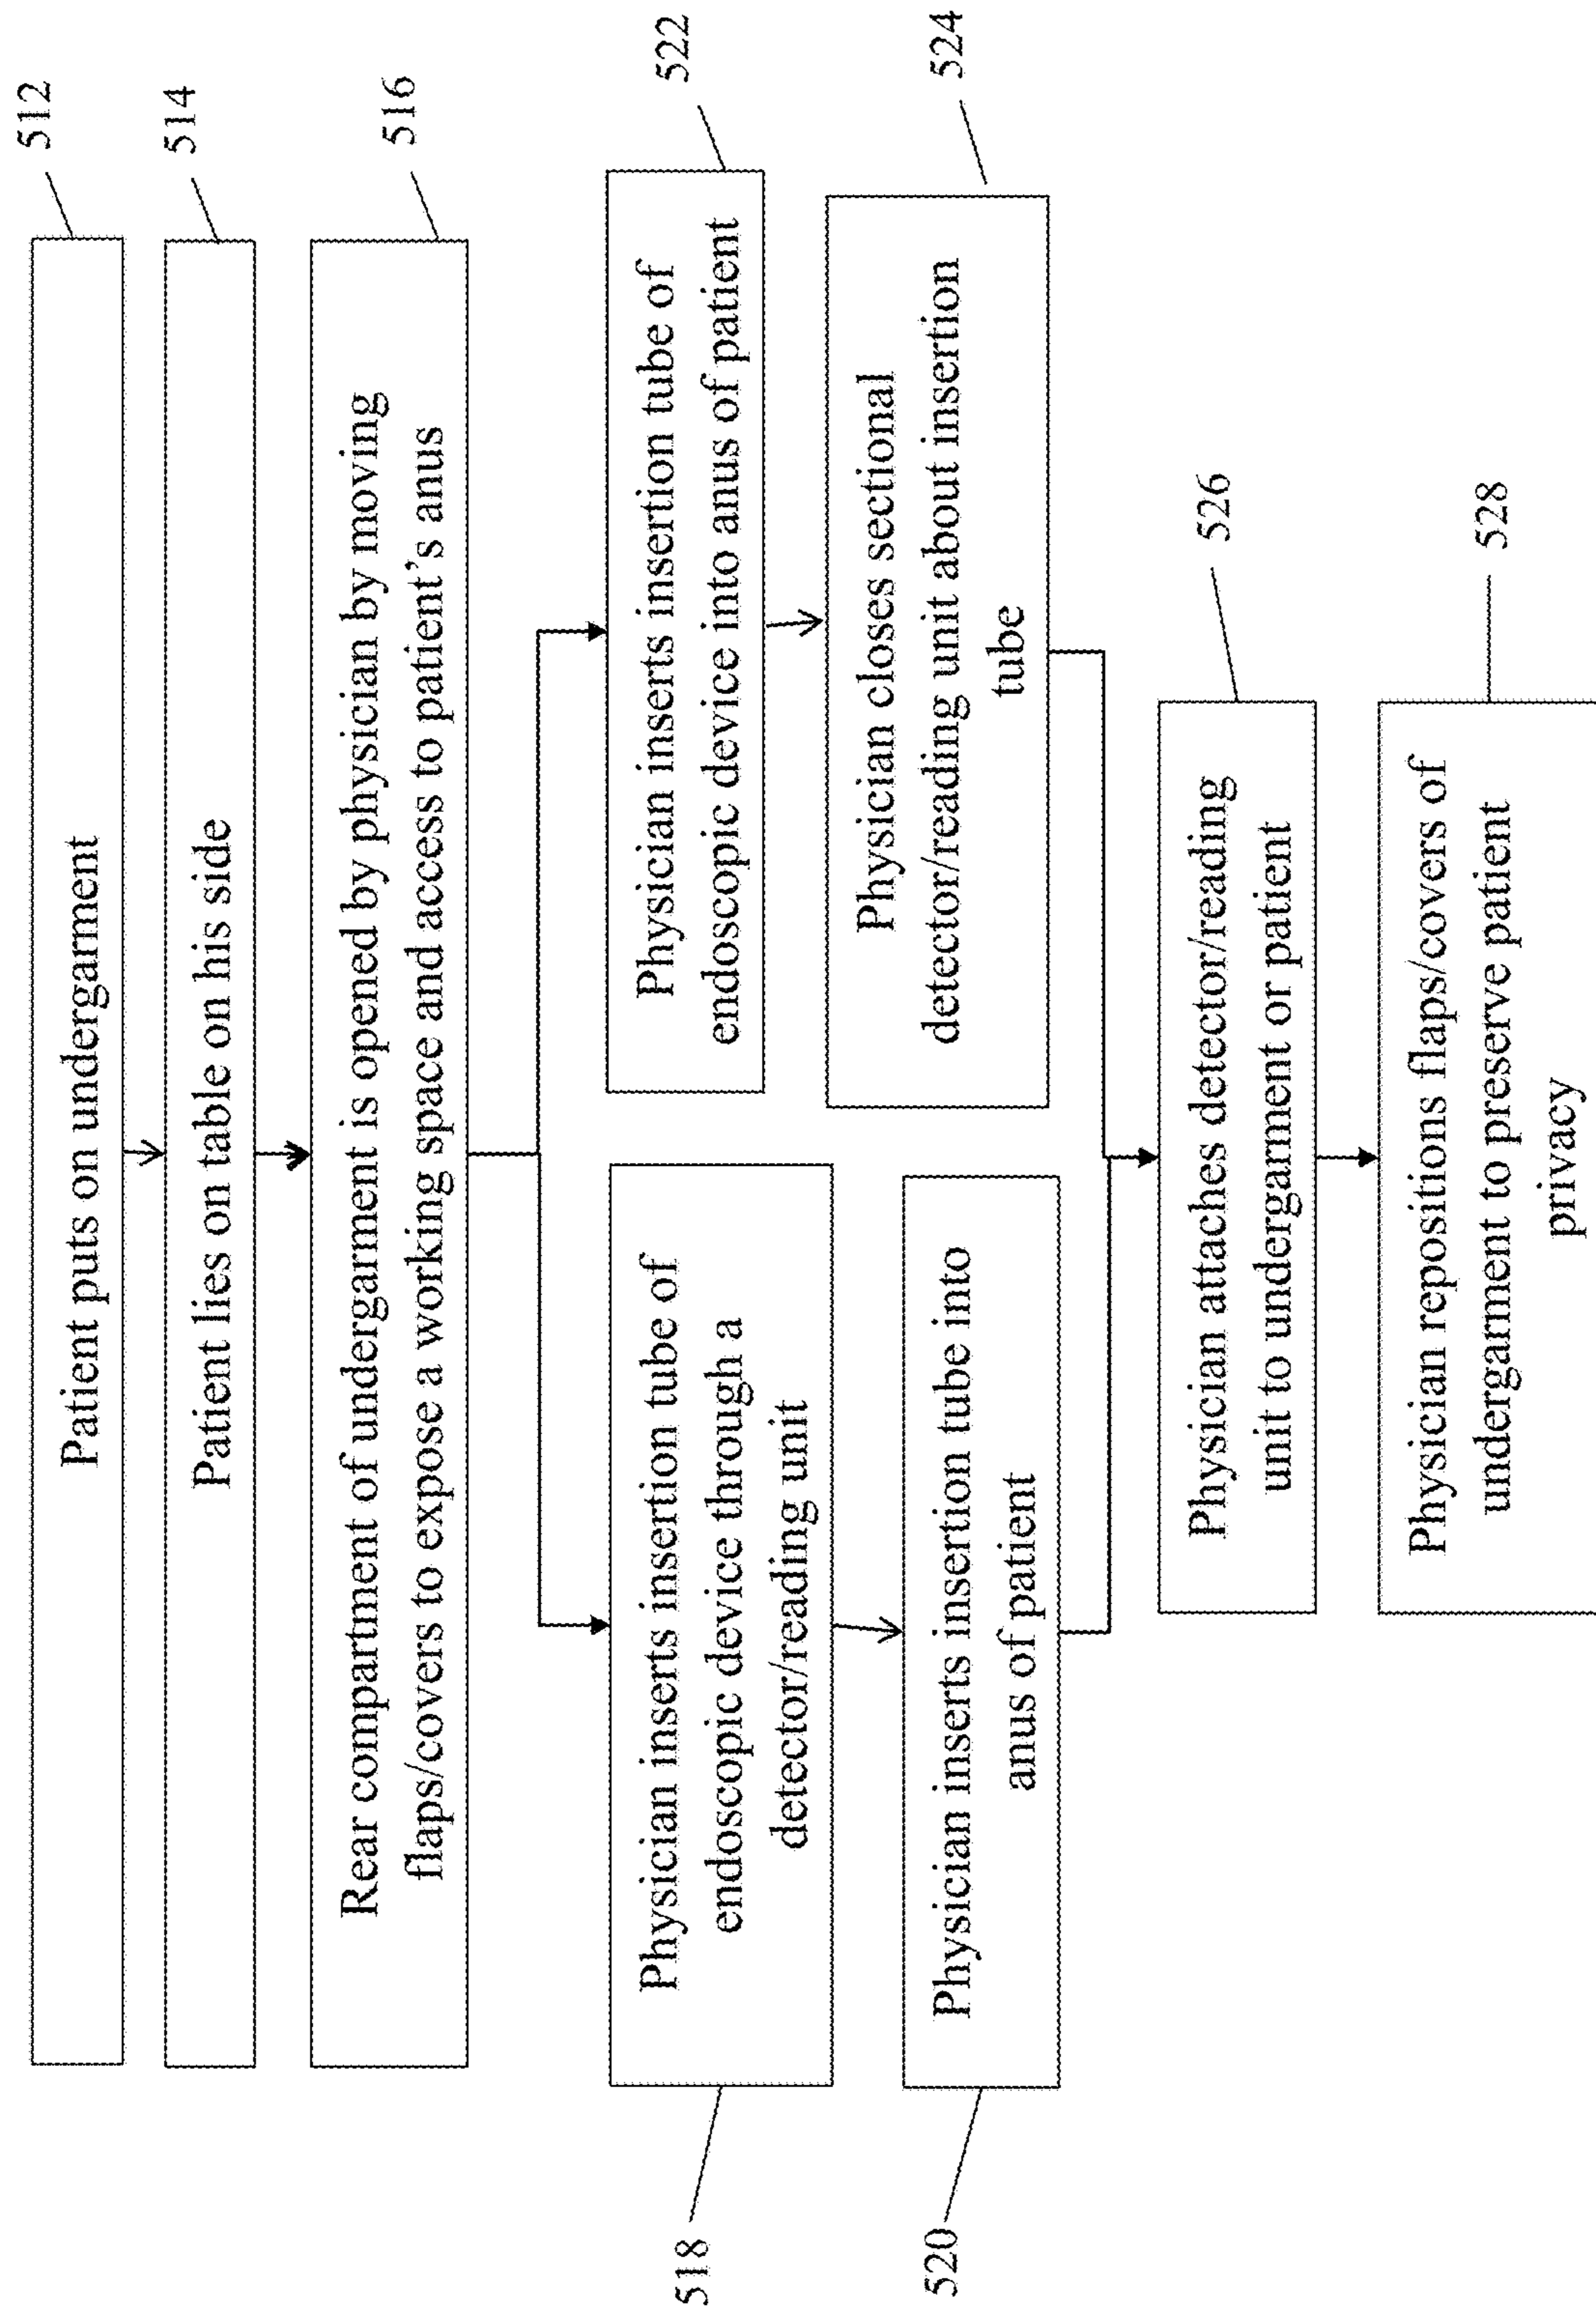 Patient puts on undergarment
512
Patient lies on table on his side
514
Rear compartment of undergarment is opened by physician by moving
flaps/covers to expose a working space and access to patient's anus
516
518
Physician inserts insertion tube of
endoscopic device through a
detector/reading unit
Physician inserts insertion tube of
endoscopic device into anus of patient
522
520
Physician inserts insertion tube into
anus of patient
Physician closes sectional
detector/reading unit about insertion
tube
524
Physician attaches detector/reading
unit to undergarment or patient
526
Physician repositions flaps/covers of
undergarment to preserve patient
privacy
528